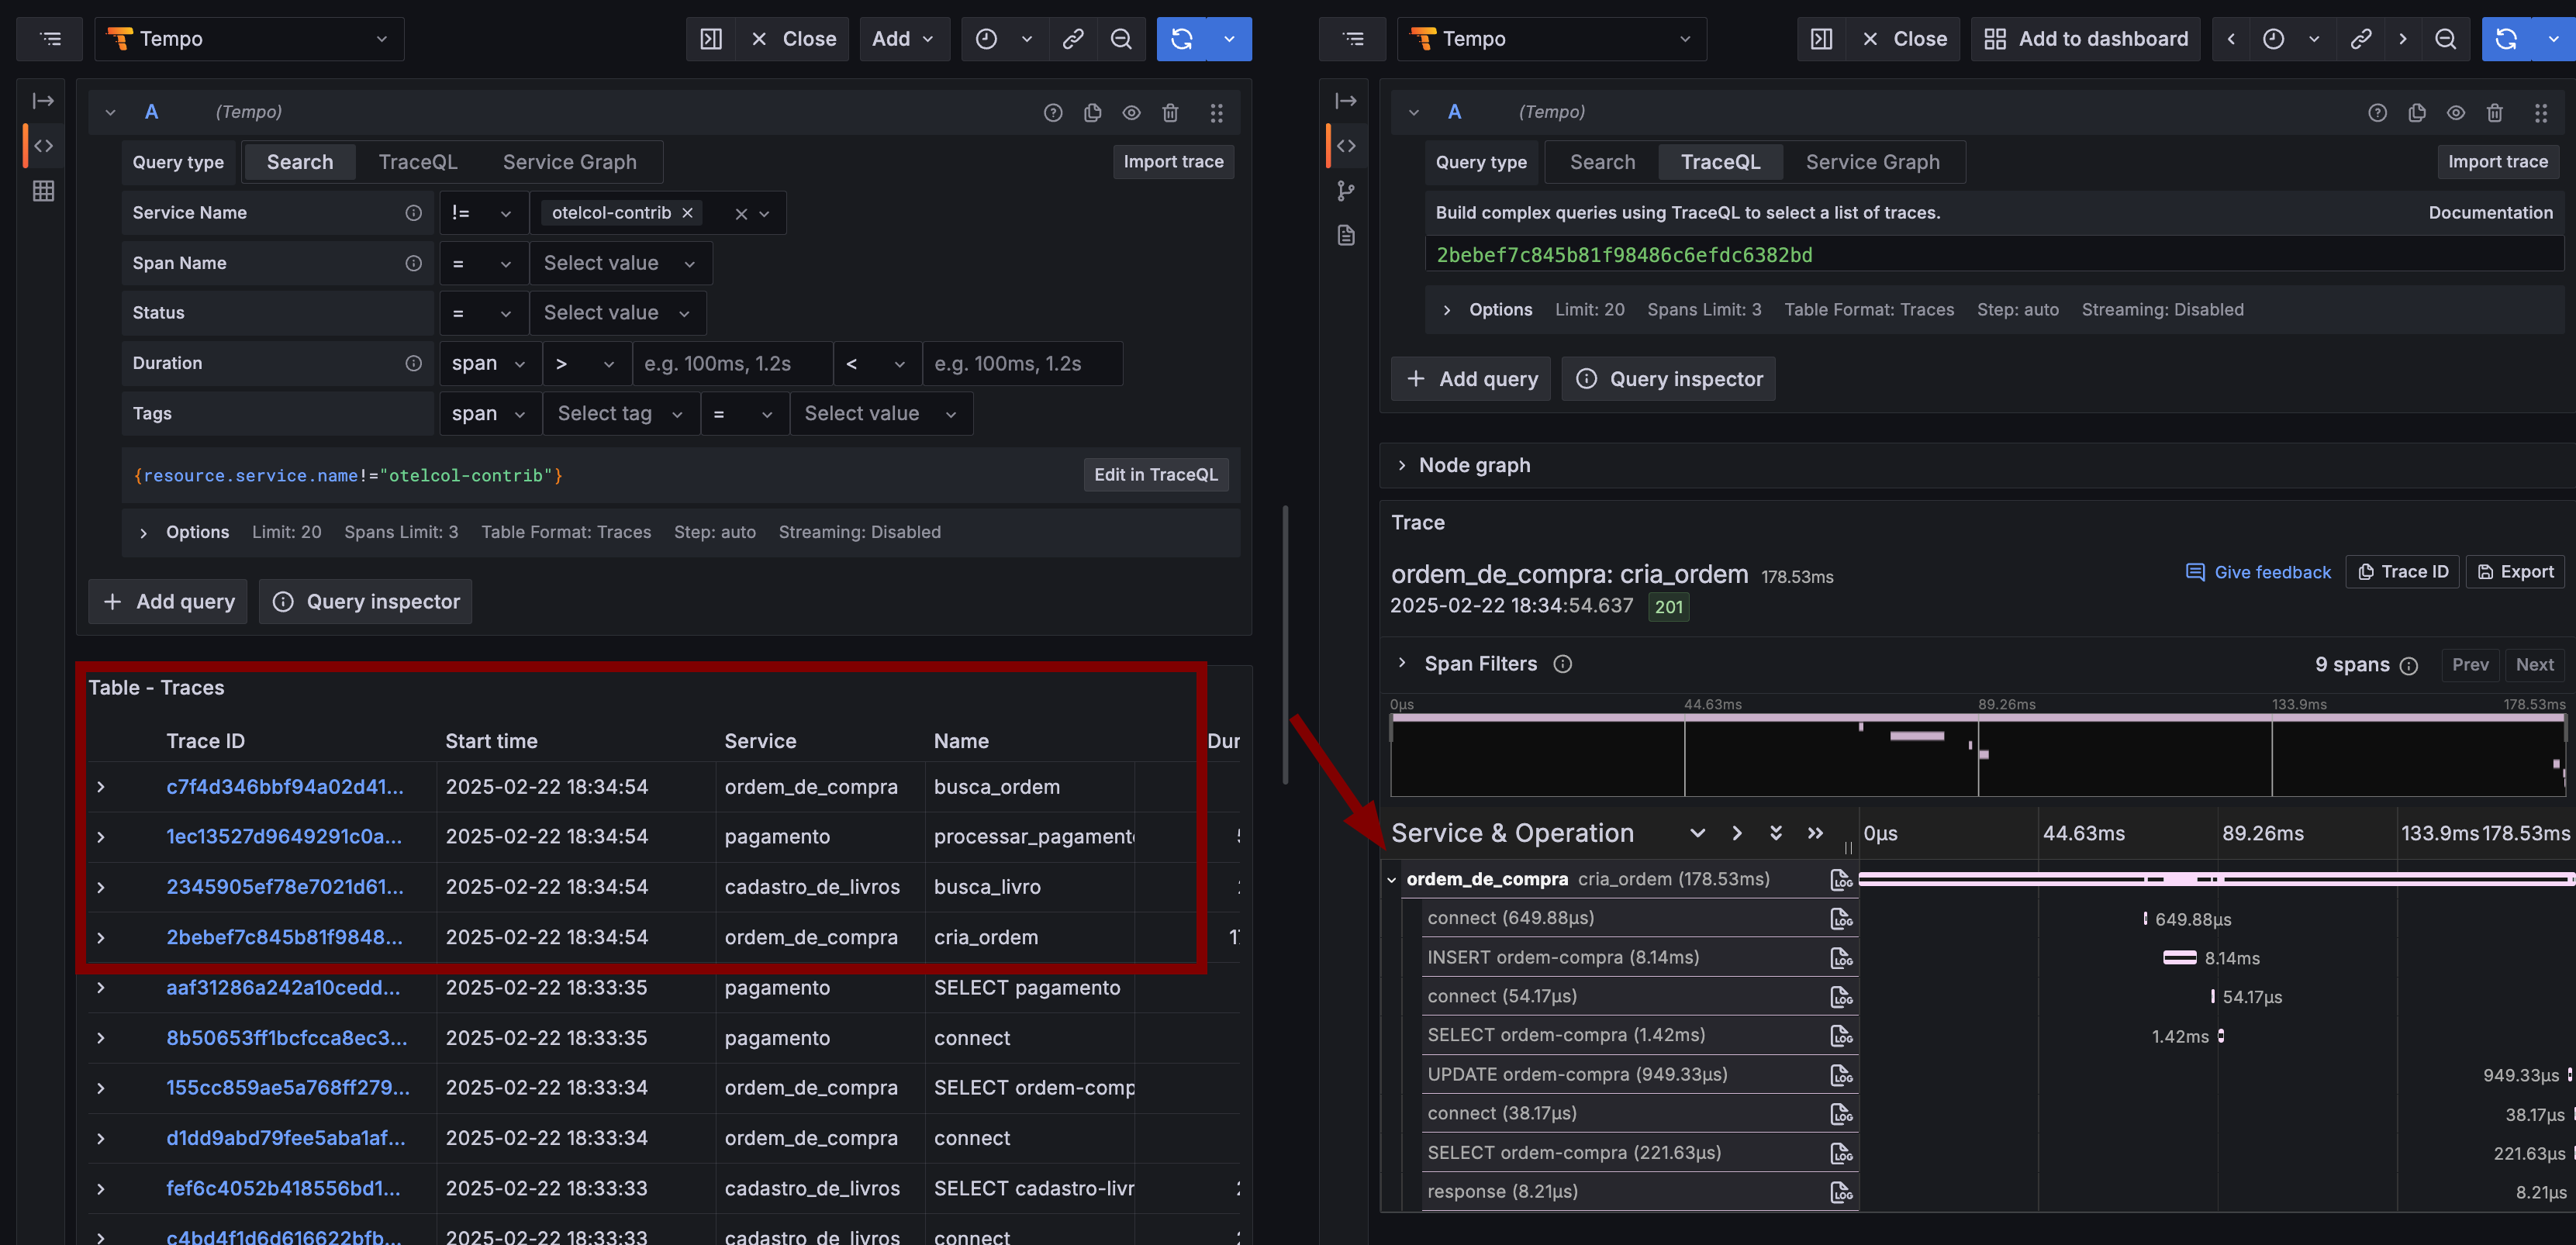 Tempo
Close
Add
A
(Tempo)
Query type
Search
TraceQL
Service Graph
Import trace
Service Name
!=
otelcol-contrib
Span Name
=
Select value
Status
=
Select value
Duration
span
>
e.g. 100ms, 1.2s
<
e.g. 100ms, 1.2s
Tags
span
Select tag
=
Select value
{resource.service.name!="otelcol-contrib"}
Edit in TraceQL
Options Limit: 20 Spans Limit: 3 Table Format: Traces Step: auto Streaming: Disabled
Add query
Query inspector
Table - Traces
Trace ID Start time Service Name Dur
c7f4d346bbf94a02d41... 2025-02-22 18:34:54 ordem_de_compra busca_ordem
1ec13527d9649291c0a... 2025-02-22 18:34:54 pagamento processar_pagament
2345905ef78e7021d61... 2025-02-22 18:34:54 cadastro_de_livros busca_livro
2bebef7c845b81f9848... 2025-02-22 18:34:54 ordem_de_compra cria_ordem
aaf31286a242a10cedd... 2025-02-22 18:33:35 pagamento SELECT pagamento
8b50653ff1bcfcca8ec3... 2025-02-22 18:33:35 pagamento connect
155cc859ae5a768ff279... 2025-02-22 18:33:34 ordem_de_compra SELECT ordem-comp
d1dd9abd79fee5aba1af... 2025-02-22 18:33:34 ordem_de_compra connect
fef6c4052b418556bd1... 2025-02-22 18:33:33 cadastro_de_livros SELECT cadastro-livr
c4bd4f1d6d616622bfb... 2025-02-22 18:33:33 cadastro_de_livros connect
Tempo
Close
Add to dashboard
A
(Tempo)
Query type
Search
TraceQL
Service Graph
Import trace
Build complex queries using TraceQL to select a list of traces.
Documentation
2bebef7c845b81f98486c6efdc6382bd
Options Limit: 20 Spans Limit: 3 Table Format: Traces Step: auto Streaming: Disabled
Add query
Query inspector
Node graph
Trace
ordem_de_compra: cria_ordem 178.53ms
Give feedback
Trace ID
Export
2025-02-22 18:34:54.637 201
Span Filters
9 spans
Prev
Next
0µs 44.63ms 89.26ms 133.9ms 178.53ms
Service & Operation
0µs 44.63ms 89.26ms 133.9ms 178.53ms
ordem_de_compra cria_ordem (178.53ms) LOG
connect (649.88µs) LOG 649.88µs
INSERT ordem-compra (8.14ms) LOG 8.14ms
connect (54.17µs) LOG 54.17µs
SELECT ordem-compra (1.42ms) LOG 1.42ms
UPDATE ordem-compra (949.33µs) LOG 949.33µs
connect (38.17µs) LOG 38.17µs
SELECT ordem-compra (221.63µs) LOG 221.63µs
response (8.21µs) LOG 8.21µs